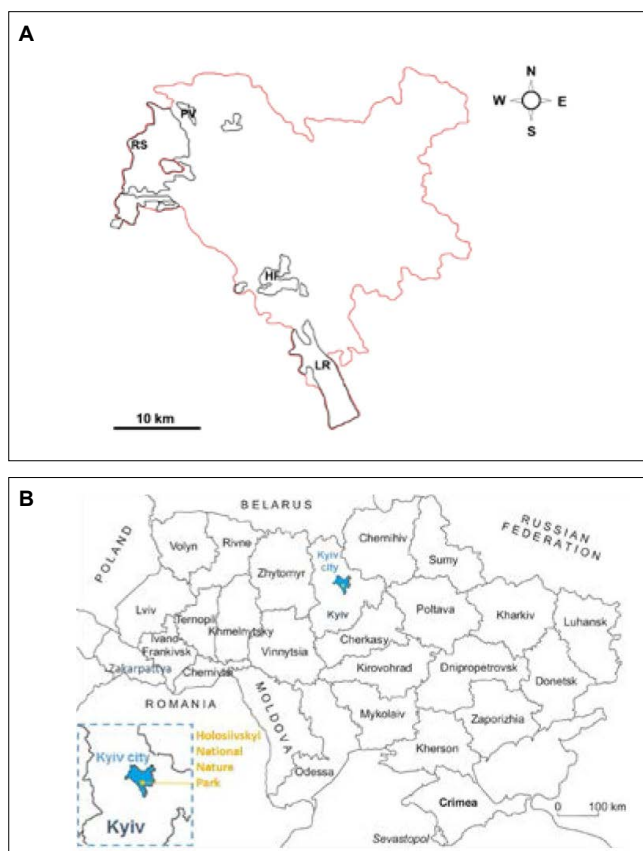 A
N
W E
S
PV
RS
HF
LR
10 km
B
BELARUS
RUSSIAN
FEDERATION
POLAND
Volyn
Rivne
Zhytomyr
Kyiv
city
Chernihiv
Sumy
Kyiv
Lviv
Ternopil
Khmelnytsky
Ivano-
Frankivsk
Vinnytsia
Cherkasy
Poltava
Kharkiv
Luhansk
Zakarpattya
Chernivtsi
Kirovohrad
Dnipropetrovsk
Donetsk
ROMANIA
MOLDOVA
Mykolaiv
Zaporizhia
Kherson
Odessa
Crimea
Sevastopol
0 100 km
Kyiv city
Holosiivskyi
National
Nature
Park
Kyiv